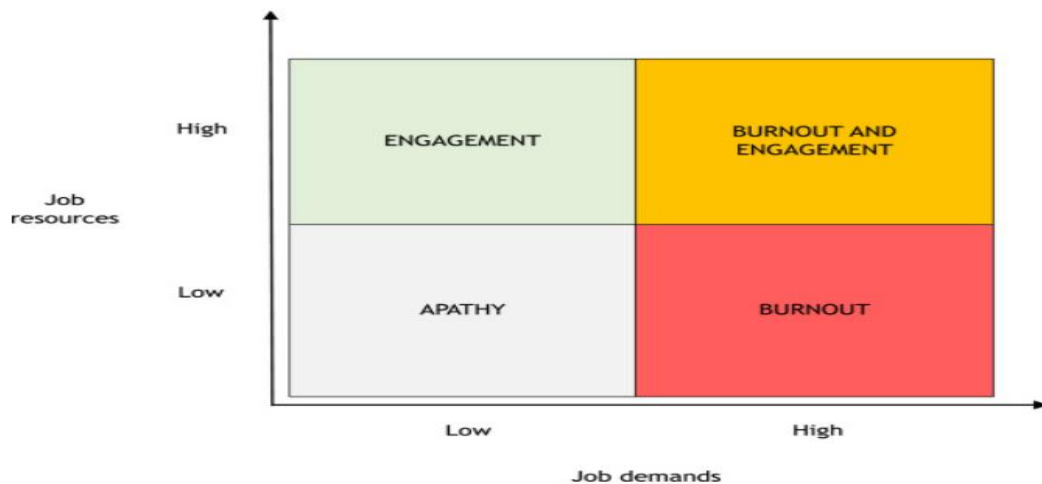 High
ENGAGEMENT
BURNOUT AND
ENGAGEMENT
Job
resources
Low
APATHY
BURNOUT
Low
High
Job demands